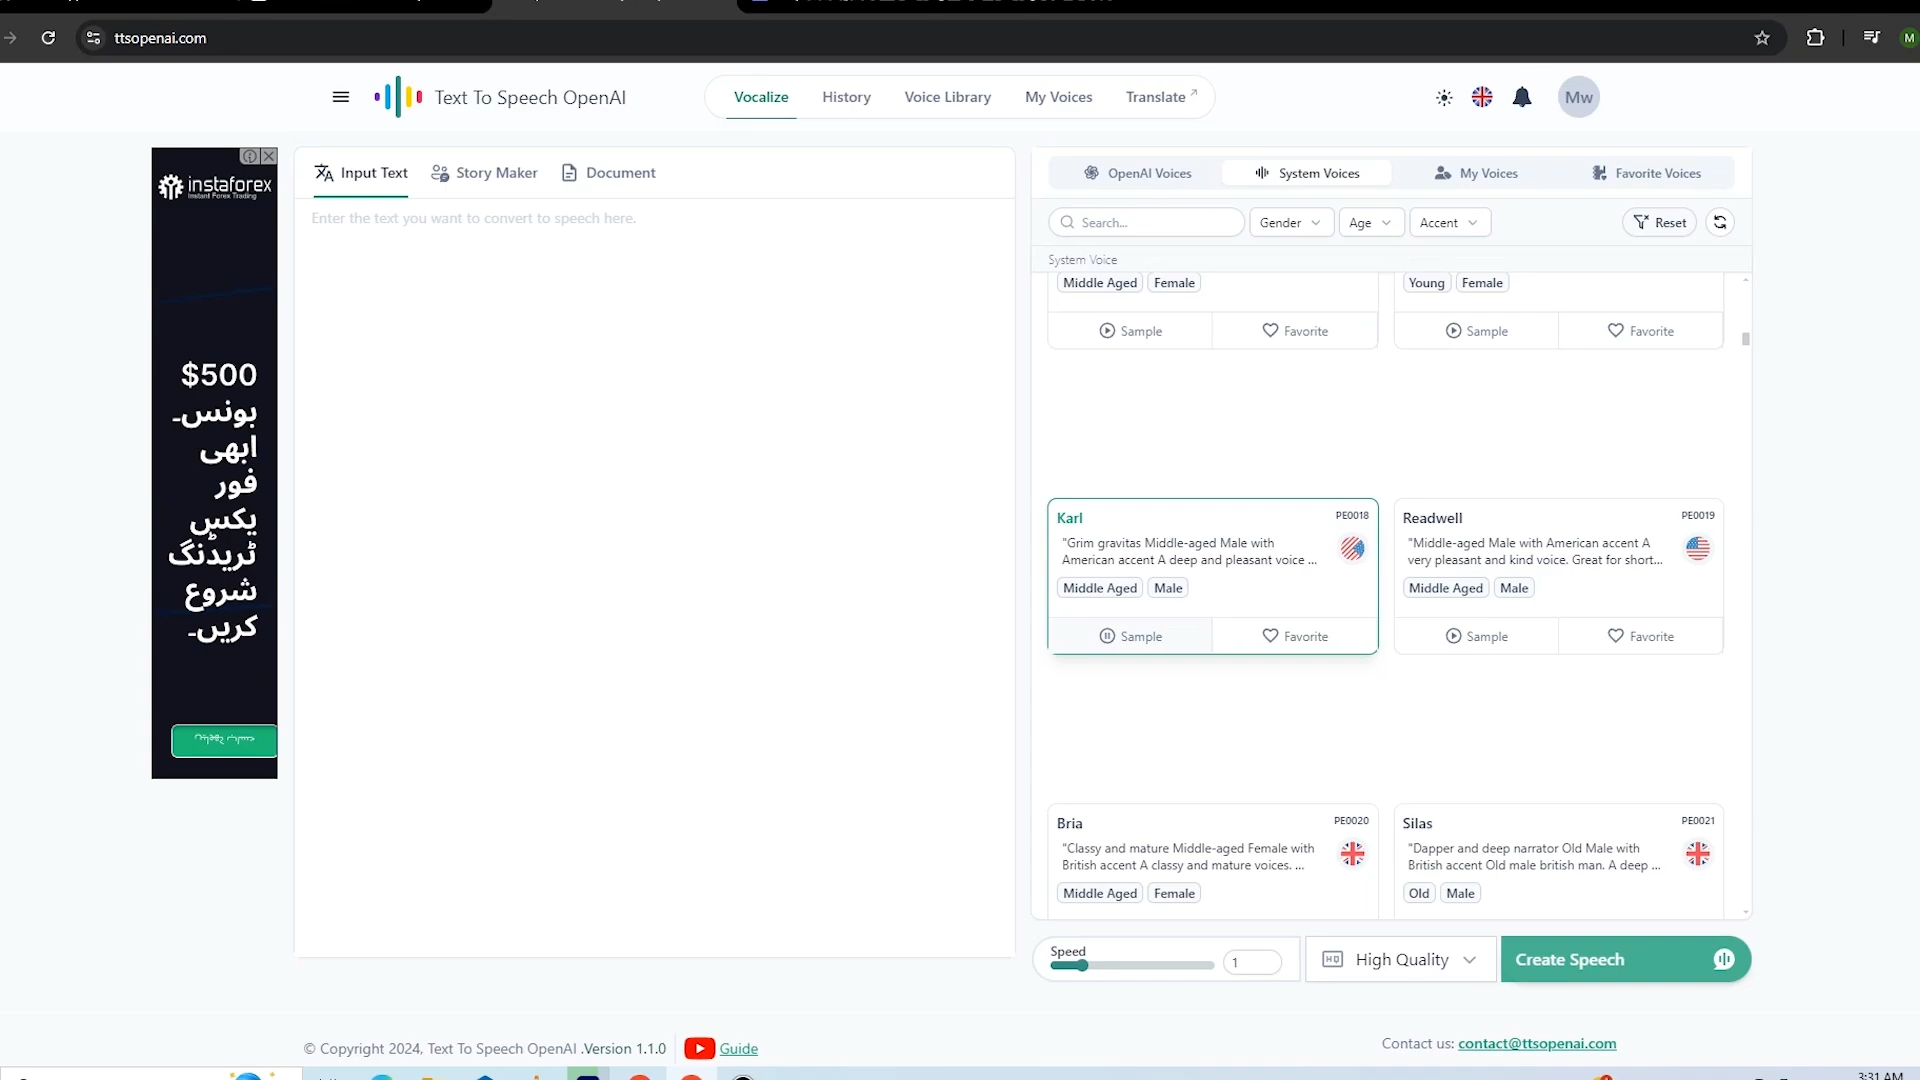 ttsopenai.com
M
Text To Speech OpenAI
Vocalize
History
Voice Library
My Voices
Translate
Mw
instaforex
Instant Forex Trading
$500
بونس۔
ابھی
فور
یکس
ٹریڈنگ
شروع
کریں۔
Input Text
Story Maker
Document
Enter the text you want to convert to speech here.
OpenAI Voices
System Voices
My Voices
Favorite Voices
Search...
Gender
Age
Accent
Reset
System Voice
Middle Aged Female
Young Female
Sample
Favorite
Sample
Favorite
Karl
PE0018
"Grim gravitas Middle-aged Male with
American accent A deep and pleasant voice ...
Middle Aged Male
Sample
Favorite
Readwell
PE0019
"Middle-aged Male with American accent A
very pleasant and kind voice. Great for short...
Middle Aged Male
Sample
Favorite
Bria
PE0020
"Classy and mature Middle-aged Female with
British accent A classy and mature voices. ...
Middle Aged Female
Silas
PE0021
"Dapper and deep narrator Old Male with
British accent Old male british man. A deep ...
Old Male
Speed
1
HQ High Quality
Create Speech
© Copyright 2024, Text To Speech OpenAI .Version 1.1.0
Guide
Contact us: contact@ttsopenai.com
3:31 AM